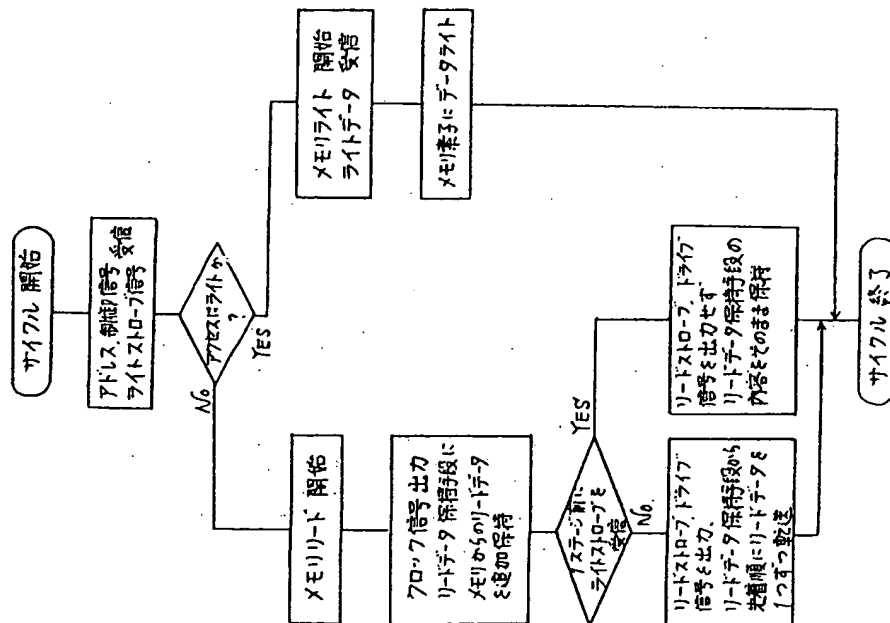 サイクル 開始
アドレス, 制御信号 受信
ライトストローブ信号
アクセスはライトか
?
No
YES
メモリライト 開始
ライトデータ 受信
メモリ素子にデータライト
メモリリード 開始
クロック信号出力
リードデータ保持手段に
メモリからのリードデータ
を追加保持
1ステージ前に
ライトストローブを
受信
YES
No
リードストローブ, ドライブ
信号を出力せず
リードデータ保持手段の
内容をそのまま保持
リードストローブ, ドライブ
信号を出力、
リードデータ保持手段から
先着順にリードデータを
1つずつ転送
サイクル 終了